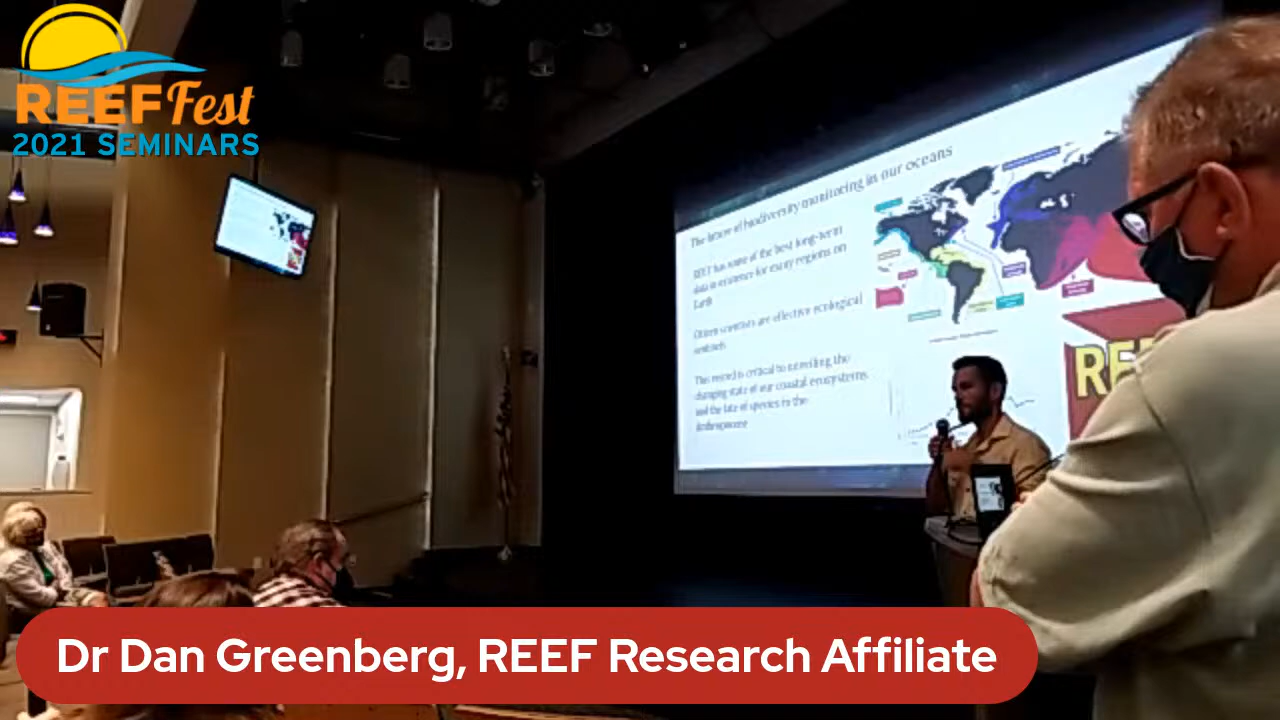 REEF Fest
2021 SEMINARS
The future of biodiversity monitoring in our oceans
REEF has some of the best long-term
data in existence for many regions on
Earth
Citizen scientists are effective ecological
sentinels
This record is critical to unveiling the
changing state of our coastal ecosystems
and the fate of species in the
Anthropocene
Dr Dan Greenberg, REEF Research Affiliate